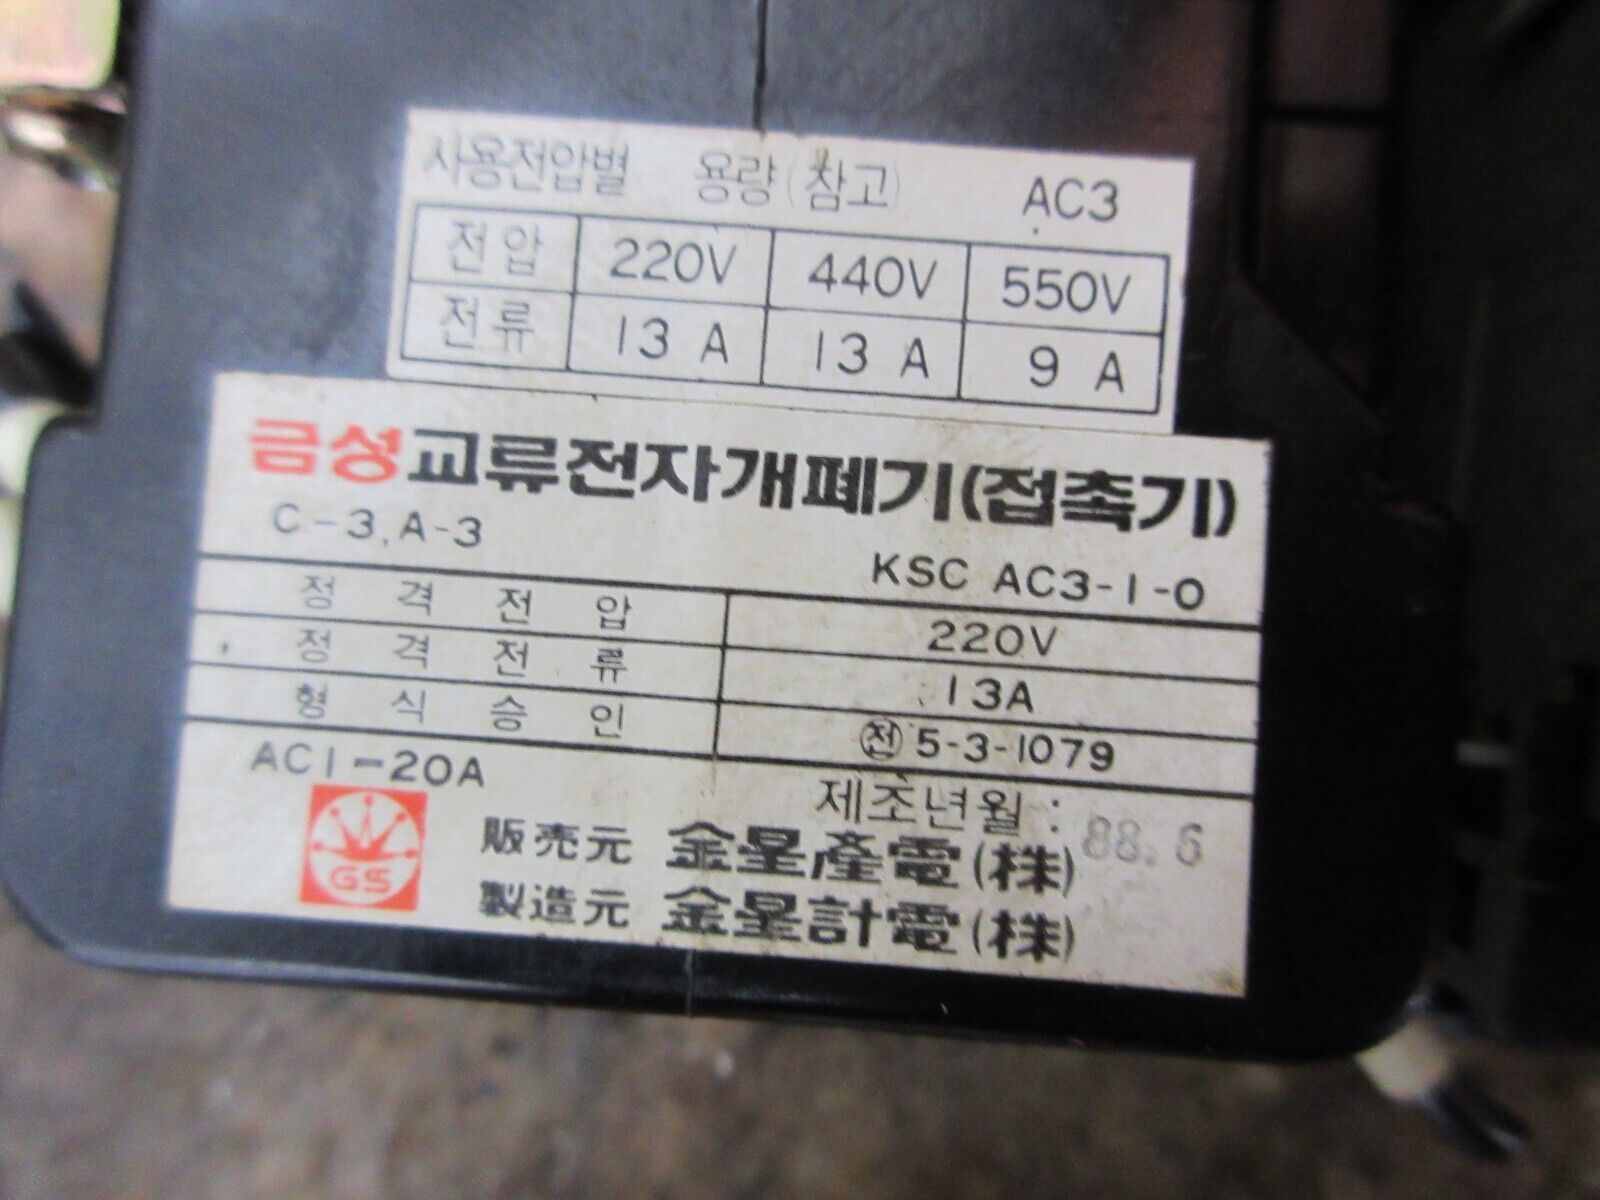 사용전압별 용량(참고) AC3
전압 220V 440V 550V
전류 13 A 13 A 9 A
금성교류전자개폐기(접촉기)
C-3, A-3
KSC AC3-1-0
정격전압 220V
정격전류 13A
형식승인 ㉠전 5-3-1079
AC1-20A
제조년월 : 88. 6
GS
販売元 金星産電(株)
製造元 金星計電(株)